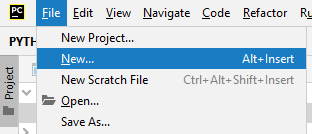 PC File Edit View Navigate Code Refactor
PYTH
New Project...
New... Alt+Insert
New Scratch File Ctrl+Alt+Shift+Insert
Project
Open...
Save As...